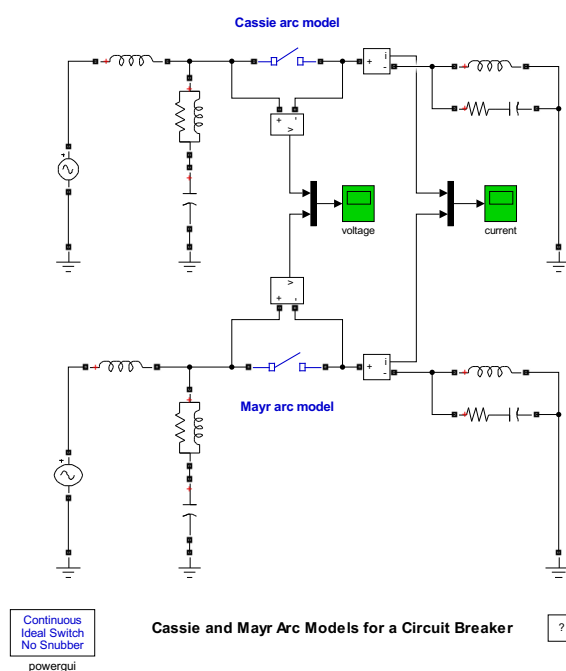 Cassie arc model
+
i
+
-
+
-
v
voltage
current
v
+
-
Mayr arc model
i
+
-
Continuous
Ideal Switch
No Snubber
powergui
Cassie and Mayr Arc Models for a Circuit Breaker
?